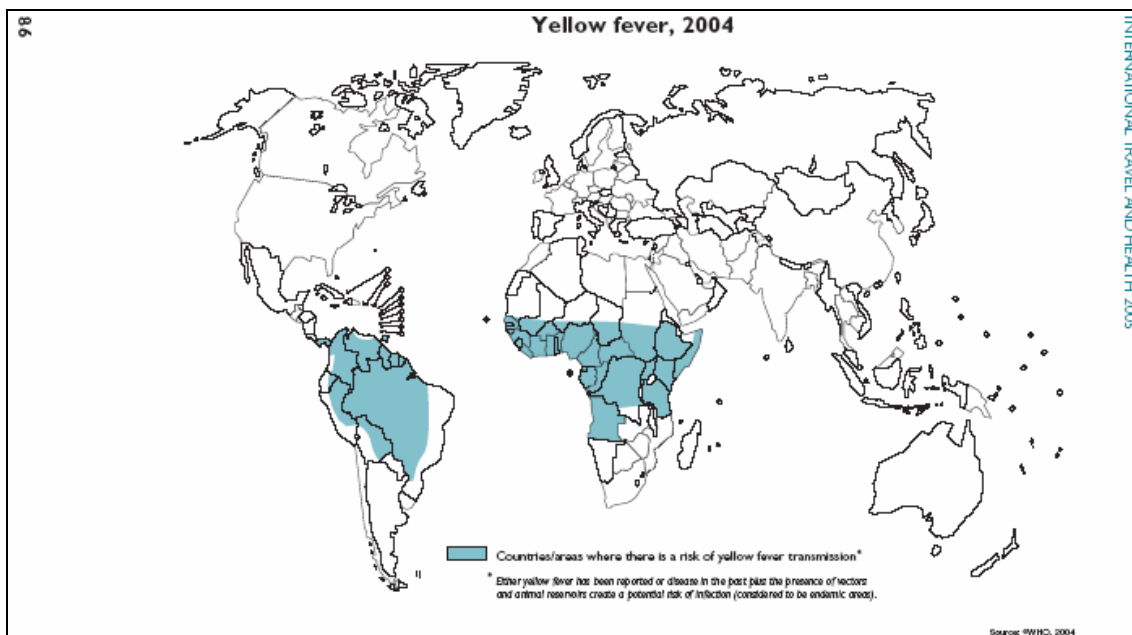 98
Yellow fever, 2004
INTERNATIONAL TRAVEL AND HEALTH 2005
Countries/areas where there is a risk of yellow fever transmission*
* Either yellow fever has been reported or disease in the past plus the presence of vectors
and animal reservoirs create a potential risk of infection (considered to be endemic areas).
Source: ©WHO, 2004